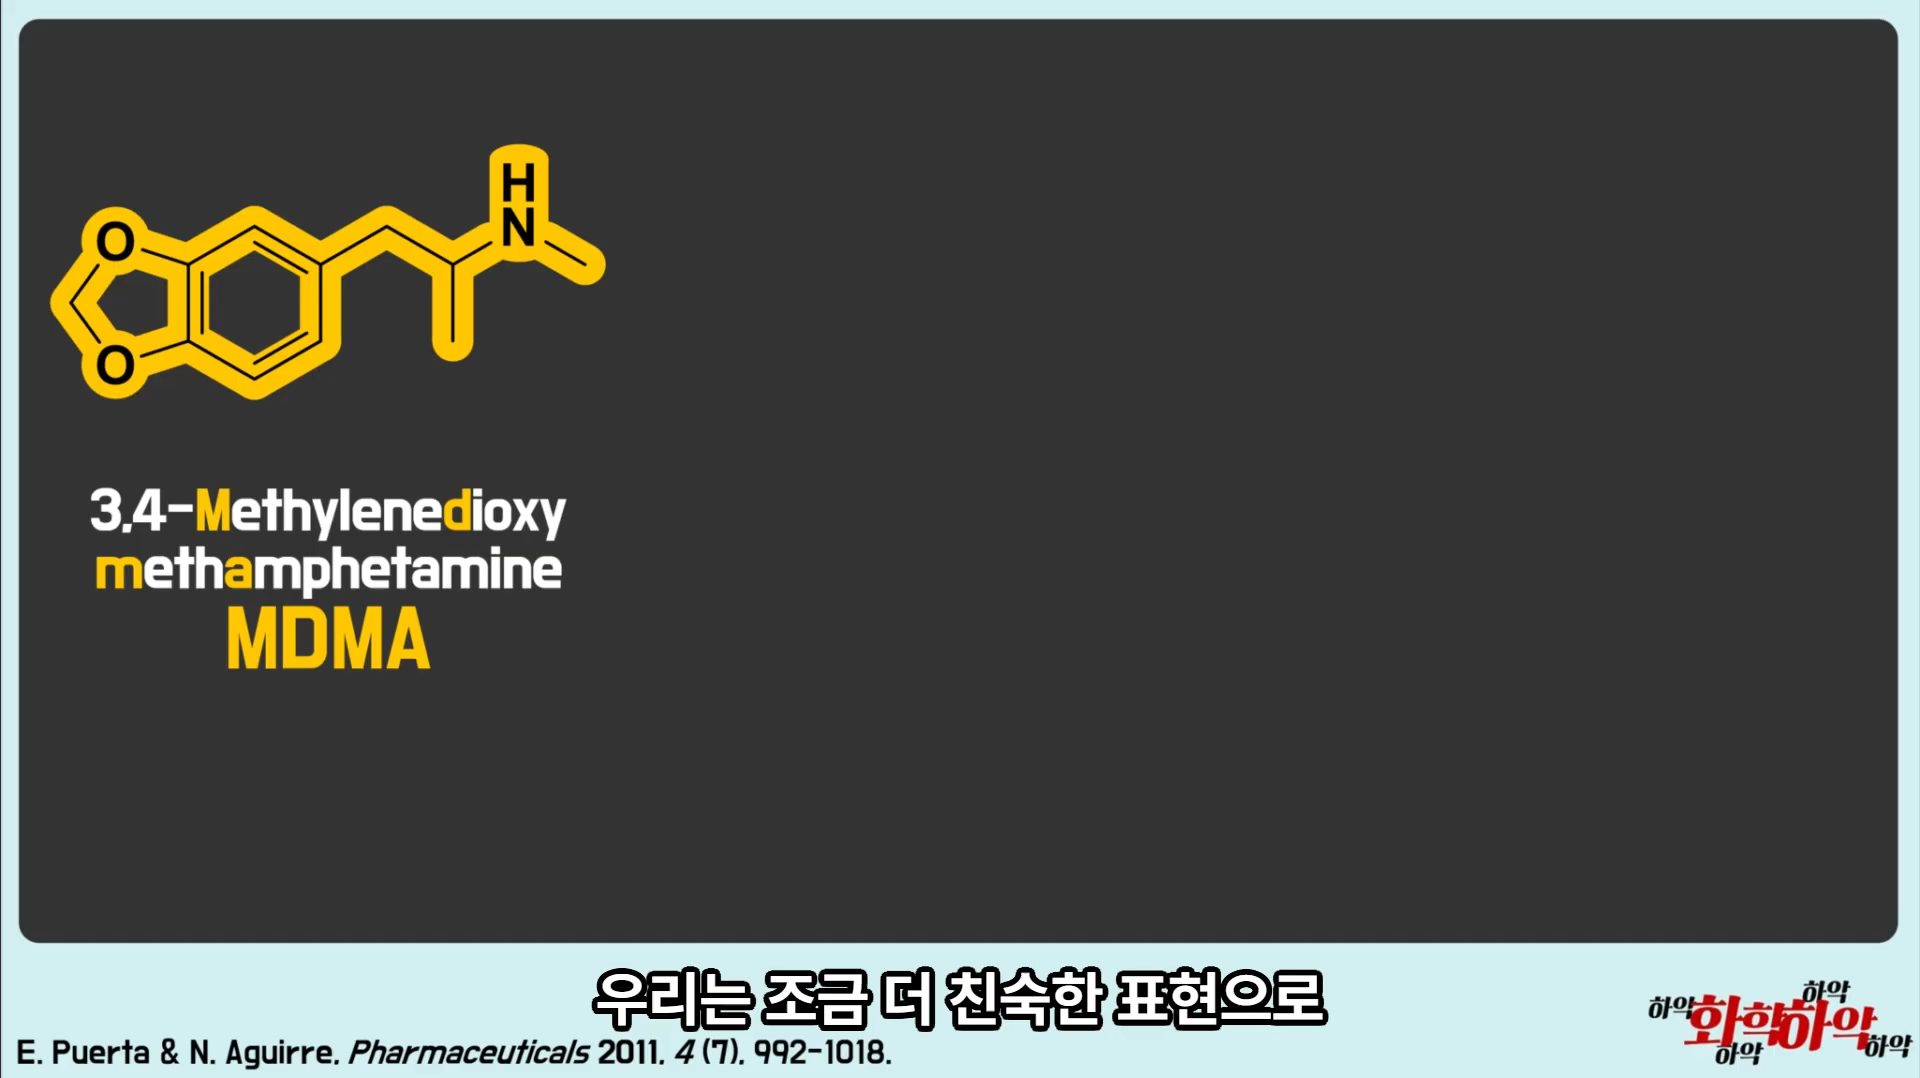 H
N
O
O
3,4-Methylenedioxy
methamphetamine
MDMA
우리는 조금 더 친숙한 표현으로
E. Puerta & N. Aguirre, Pharmaceuticals 2011, 4 (7), 992-1018.
하악
하악
화학하악
하악
하악